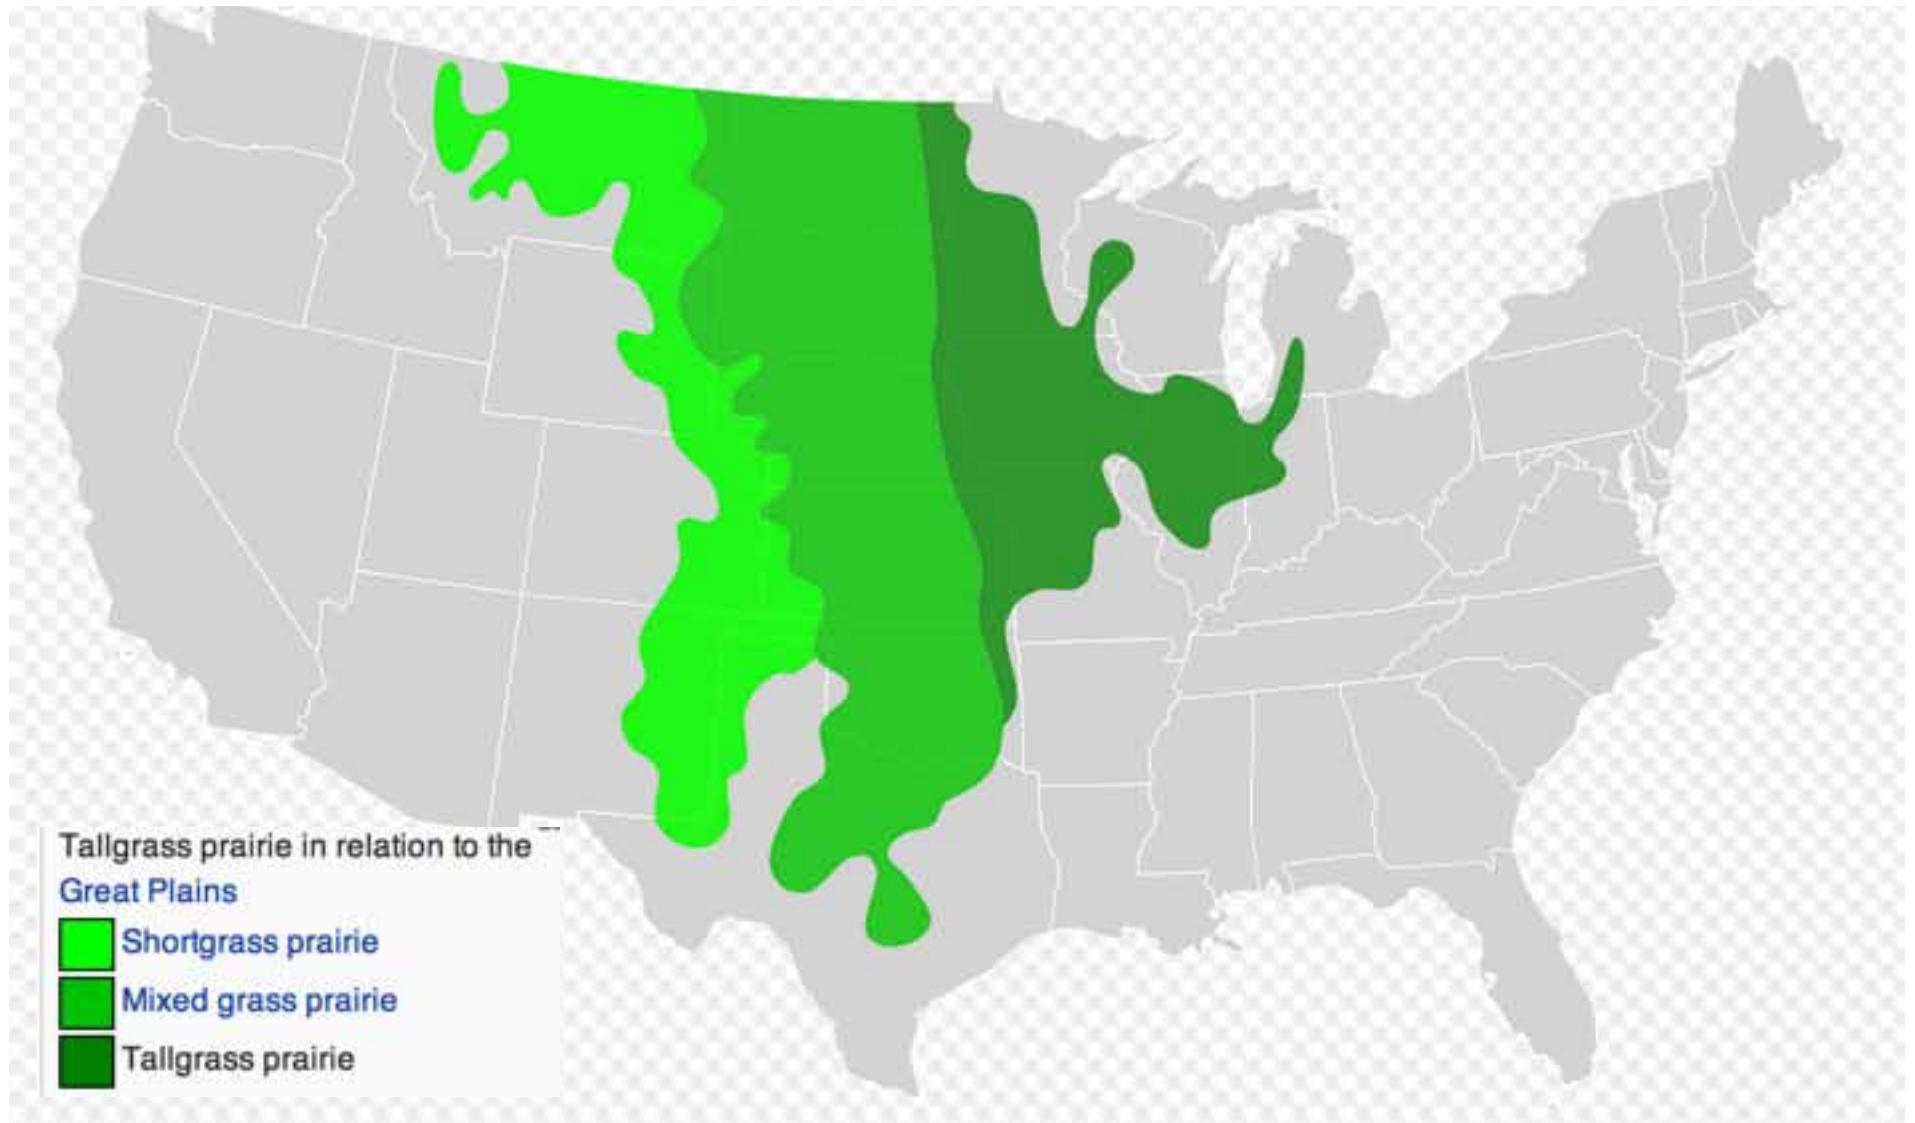 Tallgrass prairie in relation to the
Great Plains
Shortgrass prairie
Mixed grass prairie
Tallgrass prairie